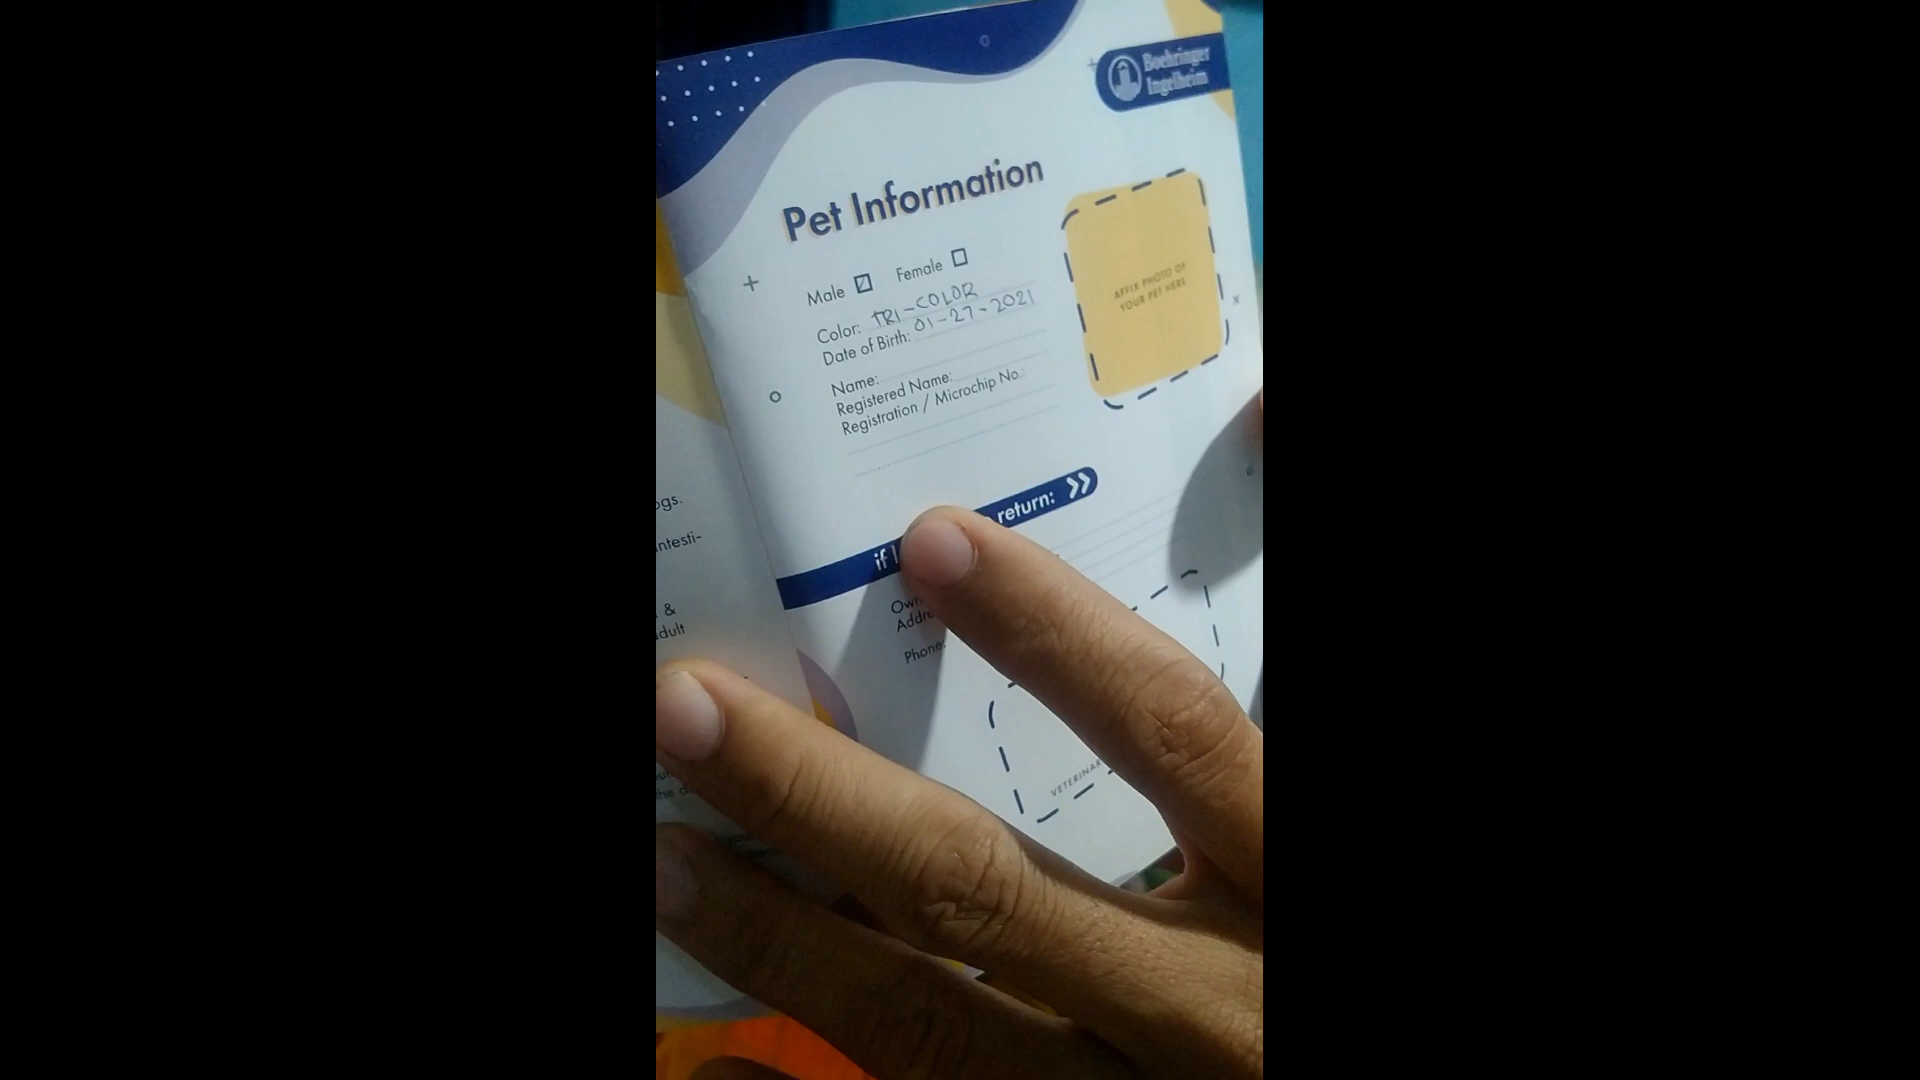 Boehringer
Ingelheim
Pet Information
Male Female
Color: TRI-COLOR
Date of Birth: 01-27-2021
Name:
Registered Name:
Registration / Microchip No.:
AFFIX PHOTO OF
YOUR PET HERE
if return:
Phone: